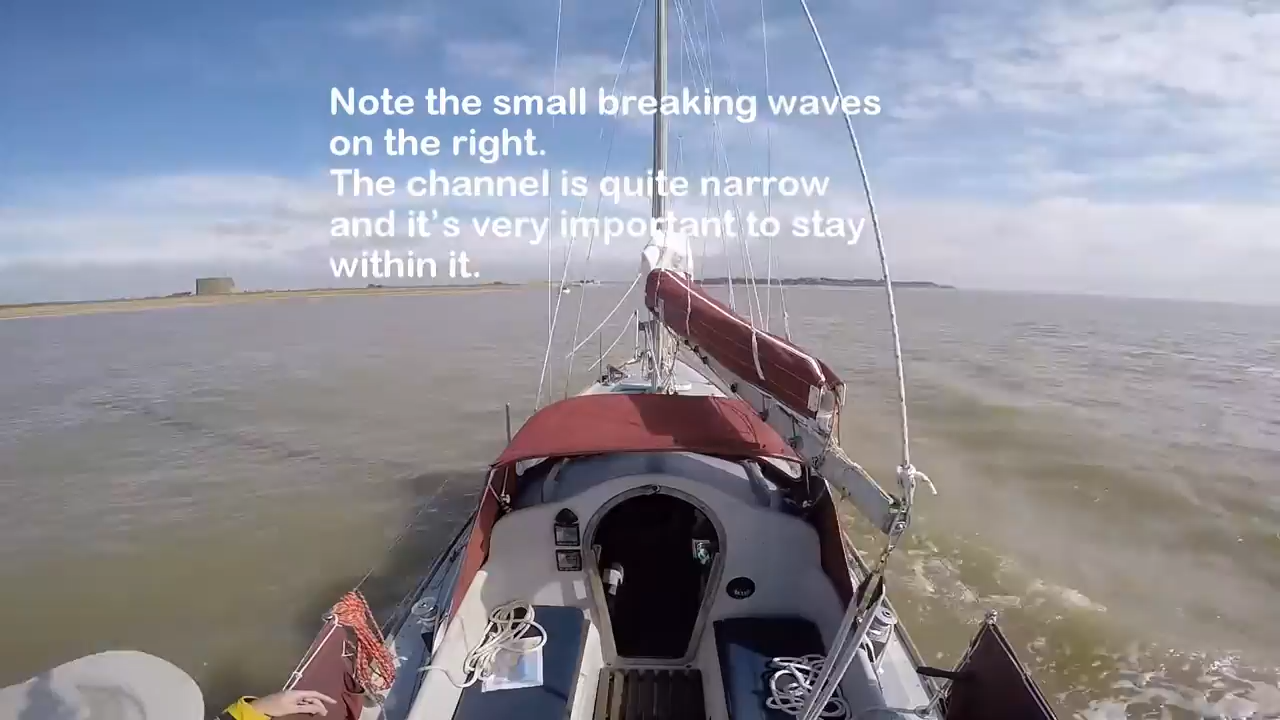 Note the small breaking waves
on the right.
The channel is quite narrow
and it's very important to stay
within it.